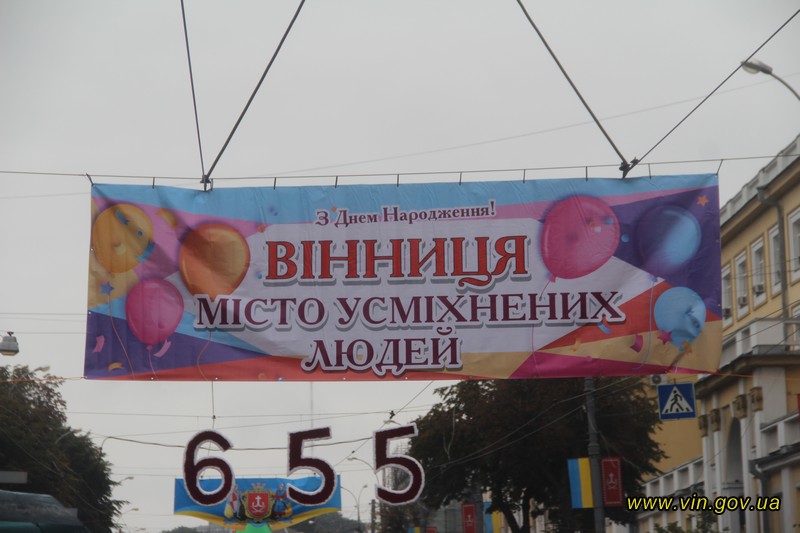 З Днем Народження!
ВІННИЦЯ
МІСТО УСМІХНЕНИХ
ЛЮДЕЙ
655
www.vin.gov.ua